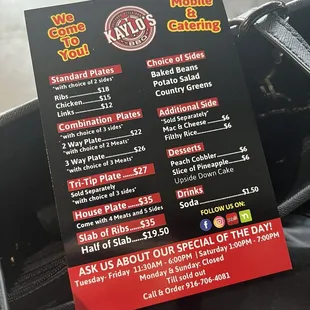 We
Come
To
You!
KAYLO'S
BBQ
Mobile &
Catering
Standard Plates
*with choice of 2 sides*
Ribs $18
Chicken $15
Links $12
Combination Plates
*with choice of 3 sides*
2 Way Plate $22
*with choice of 2 Meats*
3 Way Plate $26
*with choice of 3 Meats*
Tri-Tip Plate $27
Sold Separately
*with choice of 3 sides*
House Plate $35
Come with 4 Meats and 5 Sides
Slab of Ribs $35
Half of Slab $19.50
Choice of Sides
Baked Beans
Potato Salad
Country Greens
Additional Side
*Sold Separately*
Mac & Cheese $6
Filthy Rice $6
Desserts
Peach Cobbler $6
Slice of Pineapple $6
Upside Down Cake
Drinks
Soda $1.50
FOLLOW US ON:
ASK US ABOUT OUR SPECIAL OF THE DAY!
Tuesday- Friday 11:30AM - 6:00PM | Saturday 1:00PM - 7:00PM
Monday & Sunday: Closed
Till sold out
Call & Order 916-706-4081